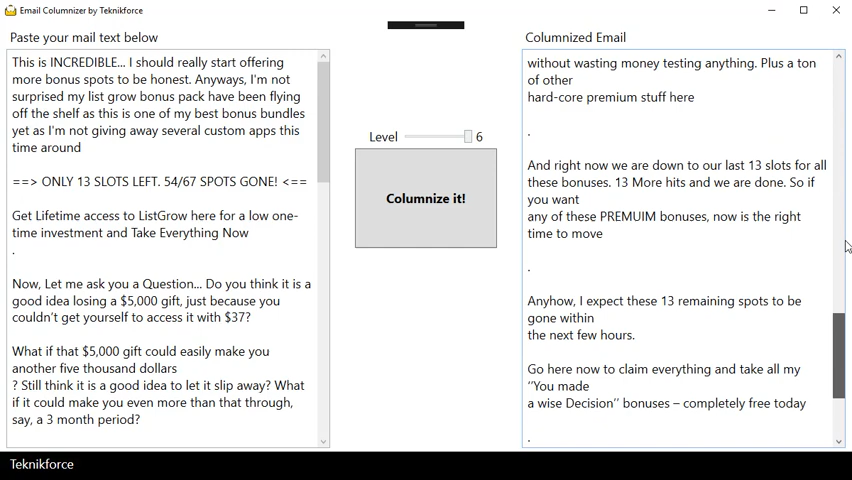 Email Columnizer by Teknikforce
Paste your mail text below
This is INCREDIBLE... I should really start offering
more bonus spots to be honest. Anyways, I'm not
surprised my list grow bonus pack have been flying
off the shelf as this is one of my best bonus bundles
yet as I'm not giving away several custom apps this
time around
==> ONLY 13 SLOTS LEFT. 54/67 SPOTS GONE! <==
Get Lifetime access to ListGrow here for a low one-
time investment and Take Everything Now
.
Now, Let me ask you a Question... Do you think it is a
good idea losing a $5,000 gift, just because you
couldn't get yourself to access it with $37?
What if that $5,000 gift could easily make you
another five thousand dollars
? Still think it is a good idea to let it slip away? What
if it could make you even more than that through,
say, a 3 month period?
Level 6
Columnize it!
Columnized Email
without wasting money testing anything. Plus a ton
of other
hard-core premium stuff here
.
And right now we are down to our last 13 slots for all
these bonuses. 13 More hits and we are done. So if
you want
any of these PREMUIM bonuses, now is the right
time to move
.
Anyhow, I expect these 13 remaining spots to be
gone within
the next few hours.
Go here now to claim everything and take all my
‘’You made
a wise Decision’’ bonuses – completely free today
.
Teknikforce